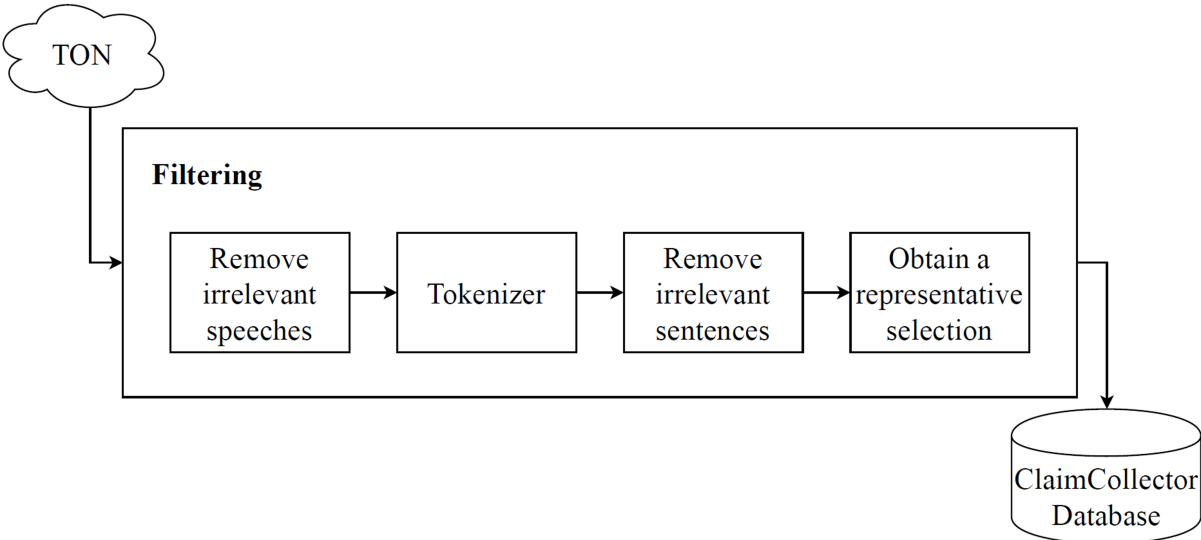 TON
Filtering
Remove
irrelevant
speeches
Tokenizer
Remove
irrelevant
sentences
Obtain a
representative
selection
ClaimCollector
Database